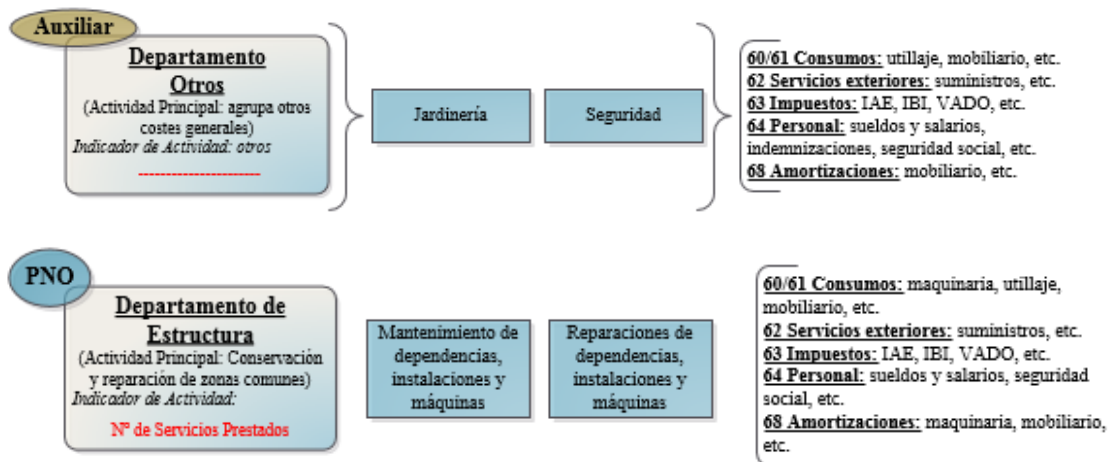 Auxiliar
Departamento
Otros
(Actividad Principal: agrupa otros
costes generales)
Indicador de Actividad: otros
----------------------
Jardinería
Seguridad
60/61 Consumos: utillaje, mobiliario, etc.
62 Servicios exteriores: suministros, etc.
63 Impuestos: IAE, IBI, VADO, etc.
64 Personal: sueldos y salarios,
indemnizaciones, seguridad social, etc.
68 Amortizaciones: mobiliario, etc.
PNO
Departamento de
Estructura
(Actividad Principal: Conservación
y reparación de zonas comunes)
Indicador de Actividad:
Nº de Servicios Prestados
Mantenimiento de
dependencias,
instalaciones y
máquinas
Reparaciones de
dependencias,
instalaciones y
máquinas
60/61 Consumos: maquinaria, utillaje,
mobiliario, etc.
62 Servicios exteriores: suministros, etc.
63 Impuestos: IAE, IBI, VADO, etc.
64 Personal: sueldos y salarios, seguridad
social, etc.
68 Amortizaciones: maquinaria, mobiliario,
etc.